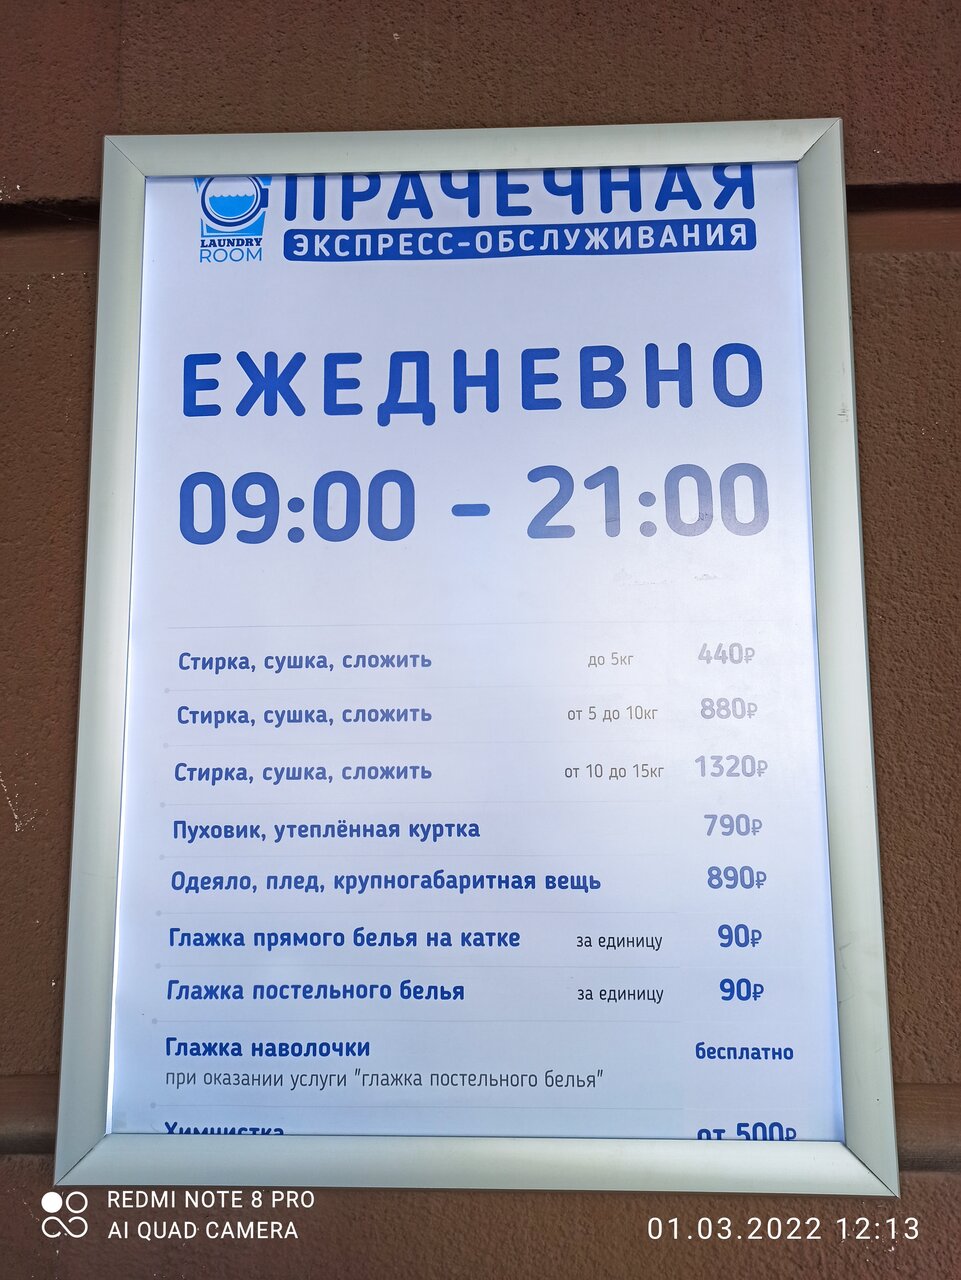 ПРАЧЕЧНАЯ
LAUNDRY
ROOM
ЭКСПРЕСС-ОБСЛУЖИВАНИЯ
ЕЖЕДНЕВНО
09:00 - 21:00
Стирка, сушка, сложить до 5кг 440₽
Стирка, сушка, сложить от 5 до 10кг 880₽
Стирка, сушка, сложить от 10 до 15кг 1320₽
Пуховик, утеплённая куртка 790₽
Одеяло, плед, крупногабаритная вещь 890₽
Глажка прямого белья на катке за единицу 90₽
Глажка постельного белья за единицу 90₽
Глажка наволочки бесплатно
при оказании услуги "глажка постельного белья"
Химчистка от 500₽
REDMI NOTE 8 PRO
AI QUAD CAMERA
01.03.2022 12:13